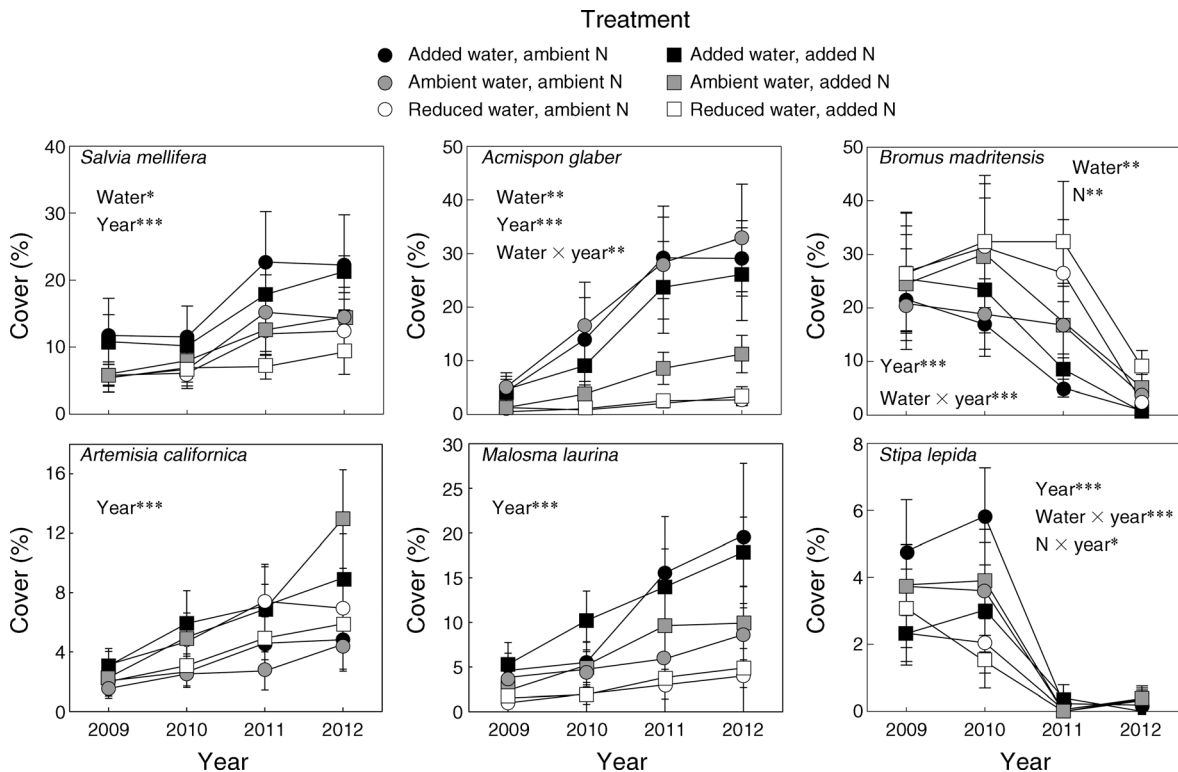 Treatment
Added water, ambient N
Added water, added N
Ambient water, ambient N
Ambient water, added N
Reduced water, ambient N
Reduced water, added N
Salvia mellifera
Water*
Year***
Cover (%)
50
40
30
20
10
0
Acmispon glaber
Water**
Year***
Water × year**
Cover (%)
50
40
30
20
10
0
Bromus madritensis
Water**
N**
Year***
Water × year***
Cover (%)
50
40
30
20
10
0
Artemisia californica
Year***
Cover (%)
16
12
8
4
0
2009 2010 2011 2012
Year
Malosma laurina
Year***
Cover (%)
30
25
20
15
10
5
0
2009 2010 2011 2012
Year
Stipa lepida
Year***
Water × year***
N × year*
Cover (%)
8
6
4
2
0
2009 2010 2011 2012
Year